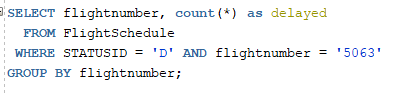 SELECT flightnumber, count(*) as delayed
FROM FlightSchedule
WHERE STATUSID = 'D' AND flightnumber = '5063'
GROUP BY flightnumber;